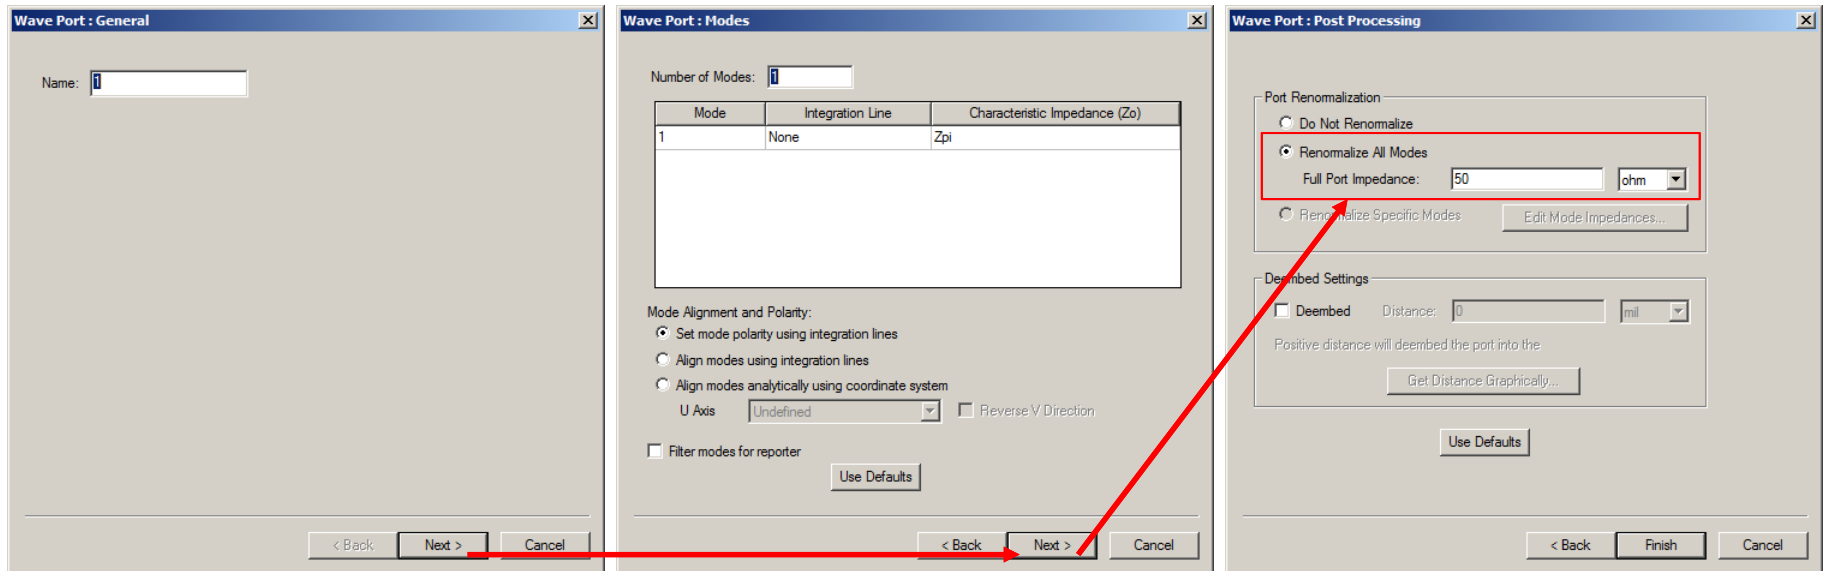 Wave Port : General
Name: 1
< Back
Next >
Cancel
Wave Port : Modes
Number of Modes: 1
Mode Integration Line Characteristic Impedance (Zo)
1 None Zpi
Mode Alignment and Polarity:
Set mode polarity using integration lines
Align modes using integration lines
Align modes analytically using coordinate system
U Axis Undefined Reverse V Direction
Filter modes for reporter
Use Defaults
< Back
Next >
Cancel
Wave Port : Post Processing
Port Renormalization
Do Not Renormalize
Renormalize All Modes
Full Port Impedance: 50 ohm
Renormalize Specific Modes Edit Mode Impedances...
Deembed Settings
Deembed Distance: 0 mil
Positive distance will deembed the port into the
Get Distance Graphically...
Use Defaults
< Back
Finish
Cancel